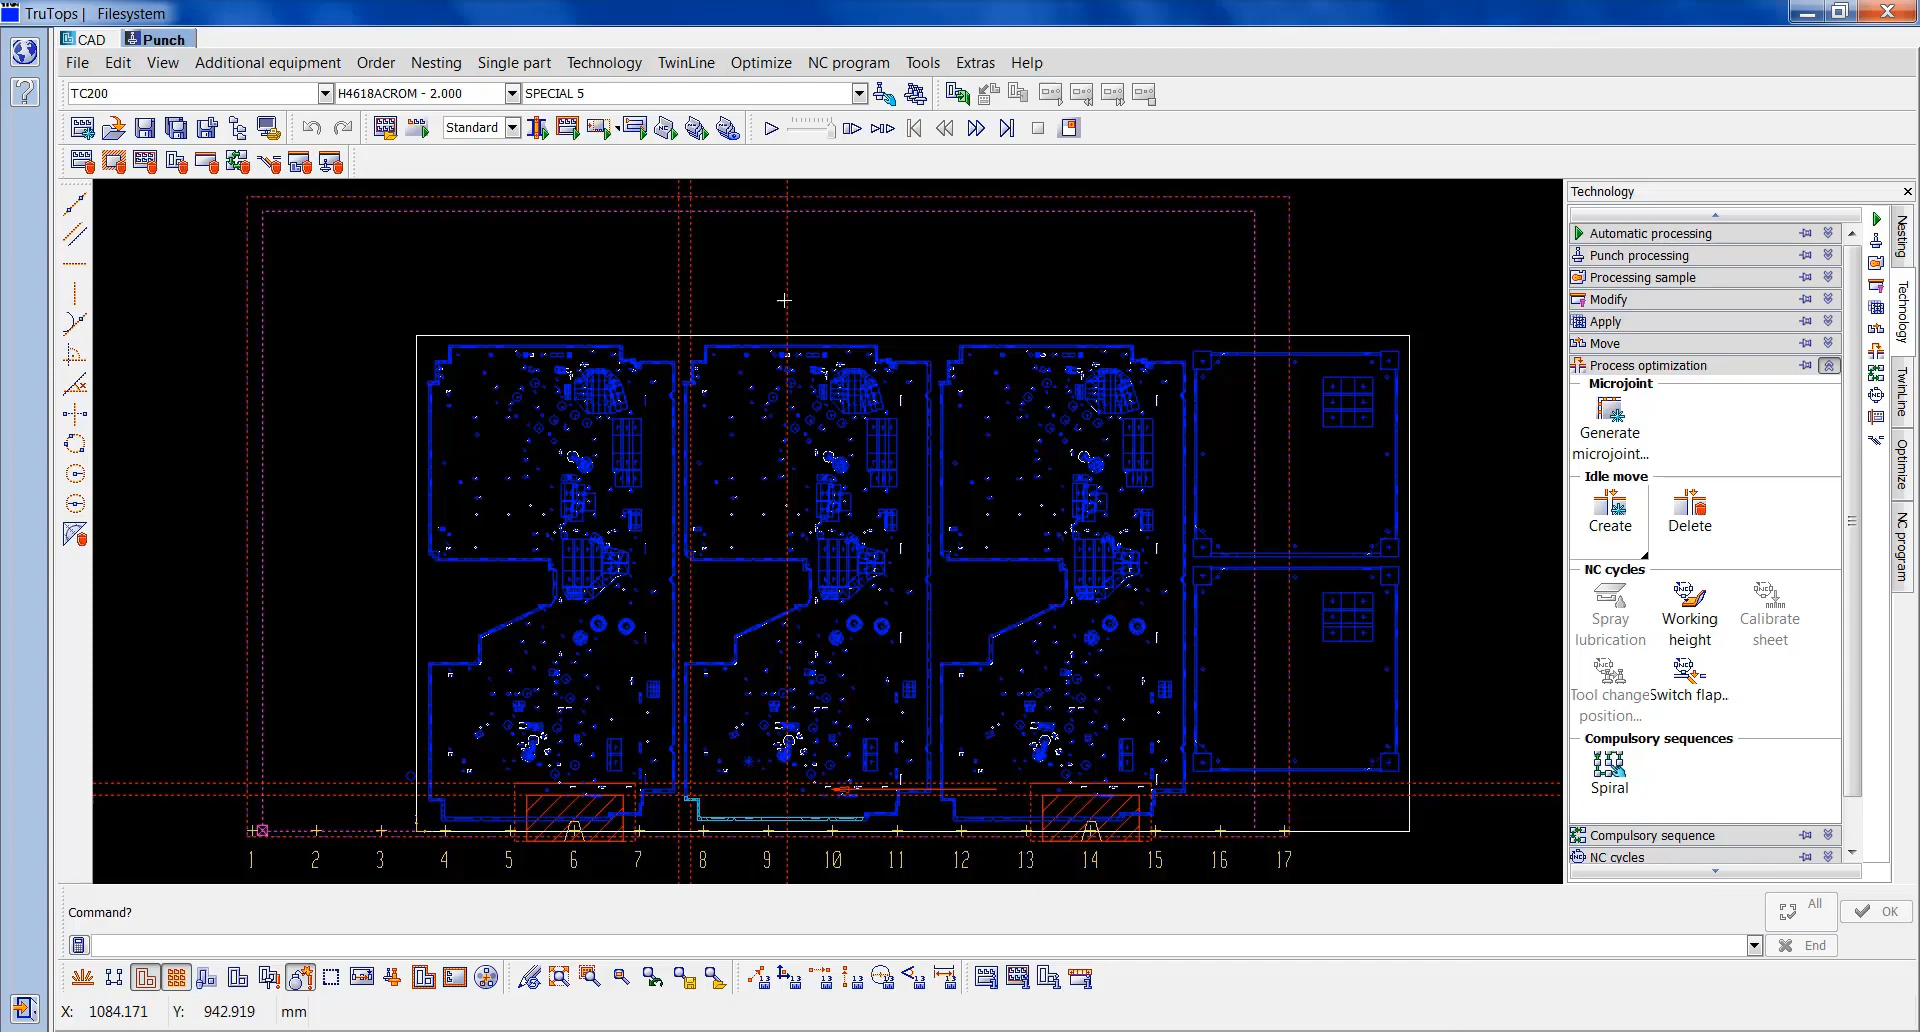 TruTops | Filesystem
CAD Punch
File Edit View Additional equipment Order Nesting Single part Technology TwinLine Optimize NC program Tools Extras Help
TC200 H4618ACROM - 2.000 SPECIAL 5
Standard
Technology
Automatic processing
Punch processing
Processing sample
Modify
Apply
Move
Process optimization
Microjoint
Generate
microjoint...
Idle move
Create Delete
NC cycles
Spray
lubrication
Working
height
Calibrate
sheet
Tool change
position...
Switch flap..
Compulsory sequences
Spiral
Compulsory sequence
NC cycles
Nesting
Technology
TwinLine
Optimize
NC program
1 2 3 4 5 6 7 8 9 10 11 12 13 14 15 16 17
Command?
All
OK
End
X: 1084.171 Y: 942.919 mm